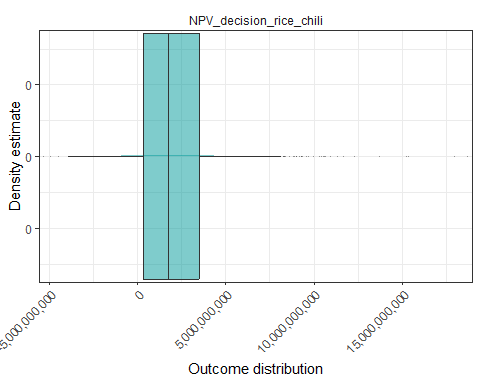 NPV_decision_rice_chili
0
0
0
Density estimate
-5,000,000,000
0
5,000,000,000
10,000,000,000
15,000,000,000
Outcome distribution